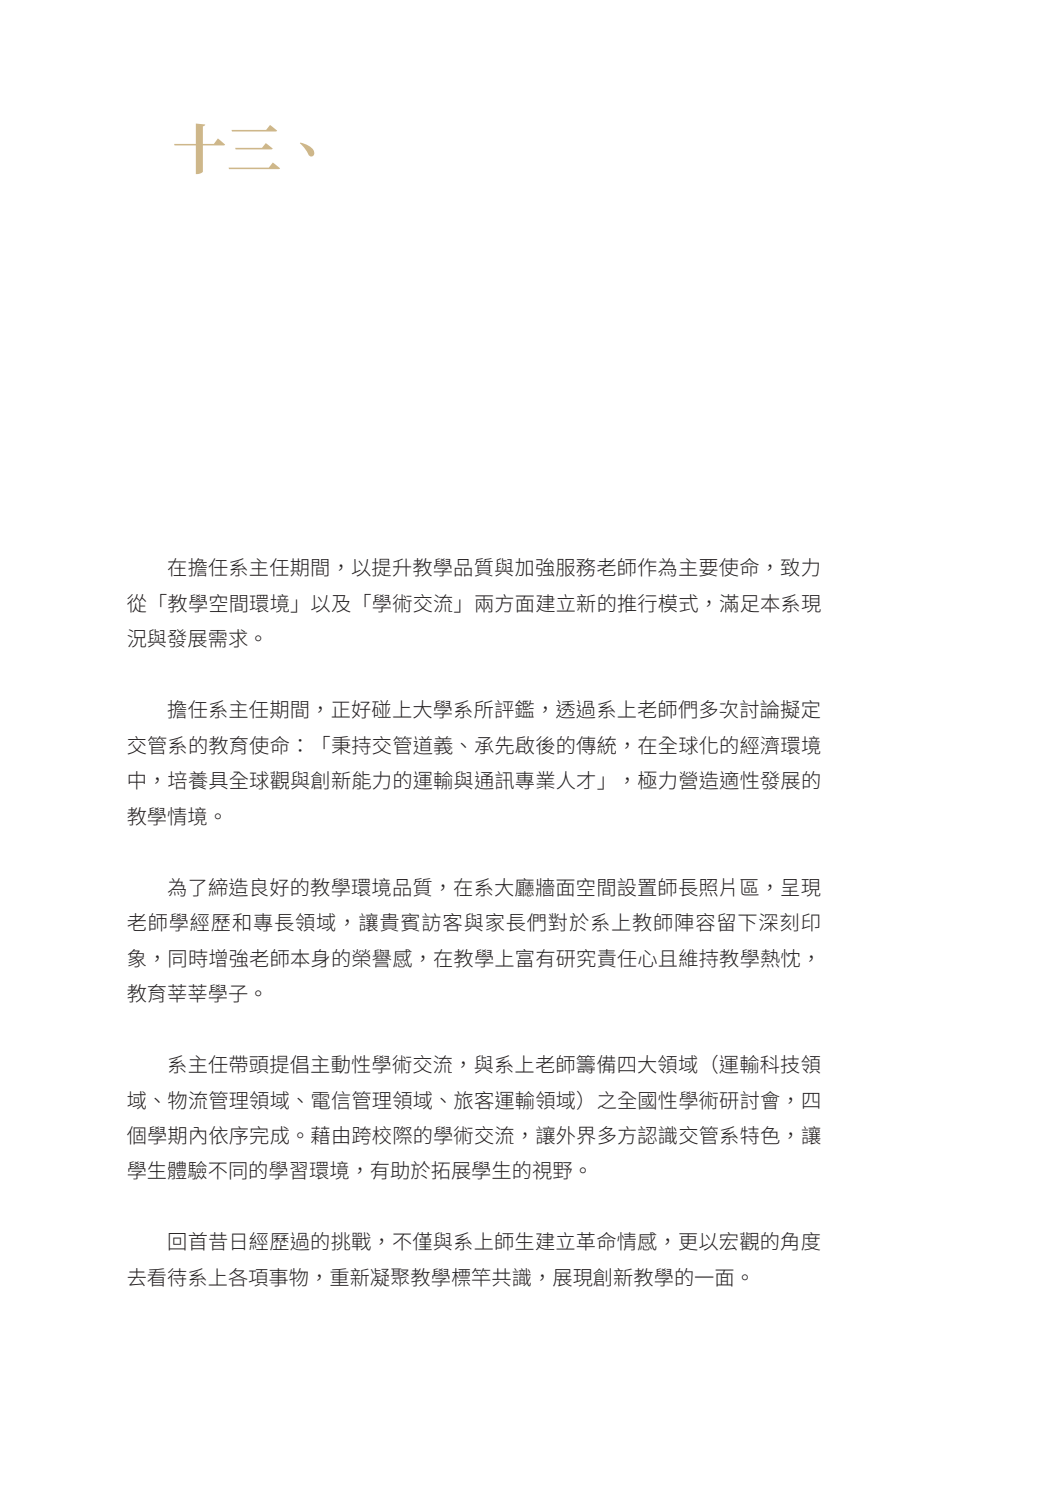 十三、
在擔任系主任期間，以提升教學品質與加強服務老師作為主要使命，致力
從「教學空間環境」以及「學術交流」兩方面建立新的推行模式，滿足本系現
況與發展需求。
擔任系主任期間，正好碰上大學系所評鑑，透過系上老師們多次討論擬定
交管系的教育使命：「秉持交管道義、承先啟後的傳統，在全球化的經濟環境
中，培養具全球觀與創新能力的運輸與通訊專業人才」，極力營造適性發展的
教學情境。
為了締造良好的教學環境品質，在系大廳牆面空間設置師長照片區，呈現
老師學經歷和專長領域，讓貴賓訪客與家長們對於系上教師陣容留下深刻印
象，同時增強老師本身的榮譽感，在教學上富有研究責任心且維持教學熱忱，
教育莘莘學子。
系主任帶頭提倡主動性學術交流，與系上老師籌備四大領域（運輸科技領
域、物流管理領域、電信管理領域、旅客運輸領域）之全國性學術研討會，四
個學期內依序完成。藉由跨校際的學術交流，讓外界多方認識交管系特色，讓
學生體驗不同的學習環境，有助於拓展學生的視野。
回首昔日經歷過的挑戰，不僅與系上師生建立革命情感，更以宏觀的角度
去看待系上各項事物，重新凝聚教學標竿共識，展現創新教學的一面。